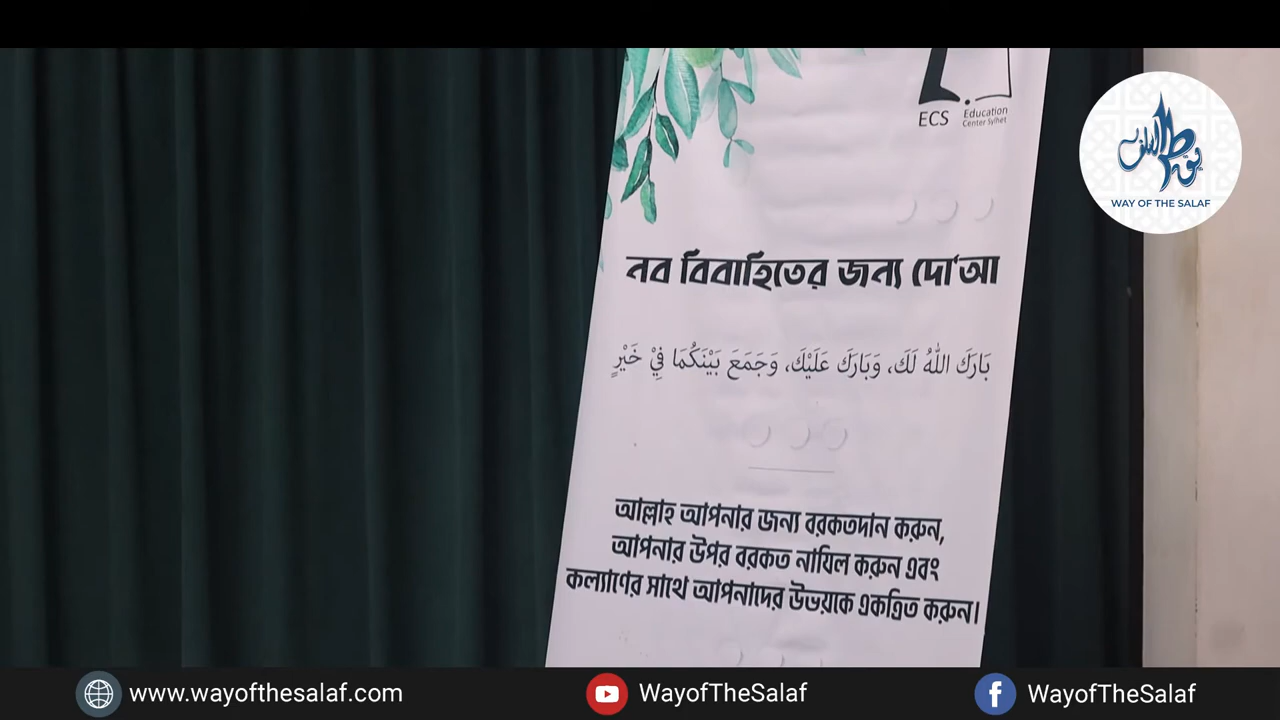 ECS
Education
Center Sylhet
WAY OF THE SALAF
নব বিবাহিতের জন্য দো'আ
بَارَكَ اللَّهُ لَكَ، وَبَارَكَ عَلَيْكَ، وَجَمَعَ بَيْنَكُمَا فِيْ خَيْرٍ
আল্লাহ আপনার জন্য বরকতদান করুন,
আপনার উপর বরকত নাযিল করুন এবং
কল্যাণের সাথে আপনাদের উভয়কে একত্রিত করুন।
www.wayofthesalaf.com
WayofTheSalaf
WayofTheSalaf